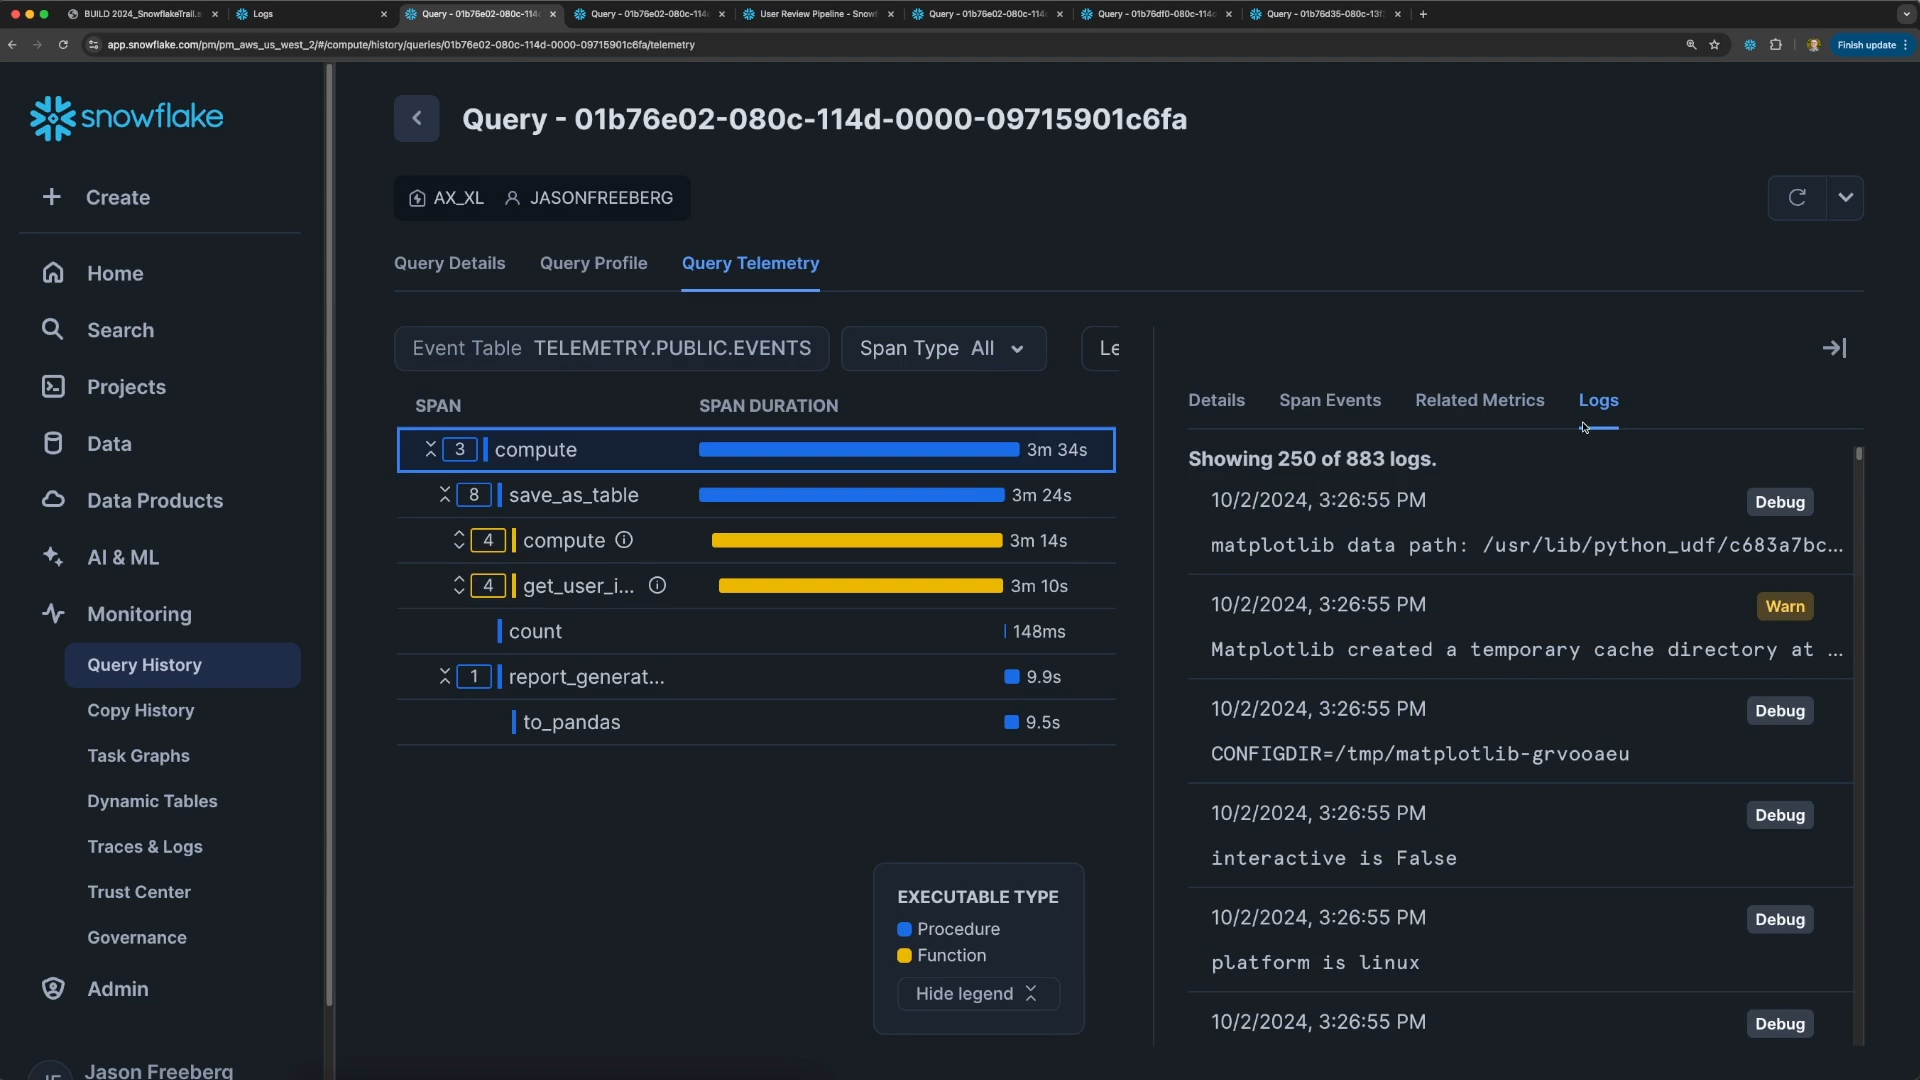 BUILD 2024_SnowflakeTrail.s
Logs
Query - 01b76e02-080c-114
Query - 01b76e02-080c-114
User Review Pipeline - Snow
Query - 01b76e02-080c-114
Query - 01b76df0-080c-114
Query - 01b76d35-080c-13f
app.snowflake.com/pm/pm_aws_us_west_2/#/compute/history/queries/01b76e02-080c-114d-0000-09715901c6fa/telemetry
Finish update
snowflake
Create
Home
Search
Projects
Data
Data Products
AI & ML
Monitoring
Query History
Copy History
Task Graphs
Dynamic Tables
Traces & Logs
Trust Center
Governance
Admin
Jason Freeberg
Query - 01b76e02-080c-114d-0000-09715901c6fa
AX_XL JASONFREEBERG
Query Details Query Profile Query Telemetry
Event Table TELEMETRY.PUBLIC.EVENTS Span Type All Le
SPAN SPAN DURATION
3 compute 3m 34s
8 save_as_table 3m 24s
4 compute 3m 14s
4 get_user_i... 3m 10s
count 148ms
1 report_generat... 9.9s
to_pandas 9.5s
EXECUTABLE TYPE
Procedure
Function
Hide legend
Details Span Events Related Metrics Logs
Showing 250 of 883 logs.
10/2/2024, 3:26:55 PM Debug
matplotlib data path: /usr/lib/python_udf/c683a7bc...
10/2/2024, 3:26:55 PM Warn
Matplotlib created a temporary cache directory at ...
10/2/2024, 3:26:55 PM Debug
CONFIGDIR=/tmp/matplotlib-grvooaeu
10/2/2024, 3:26:55 PM Debug
interactive is False
10/2/2024, 3:26:55 PM Debug
platform is linux
10/2/2024, 3:26:55 PM Debug